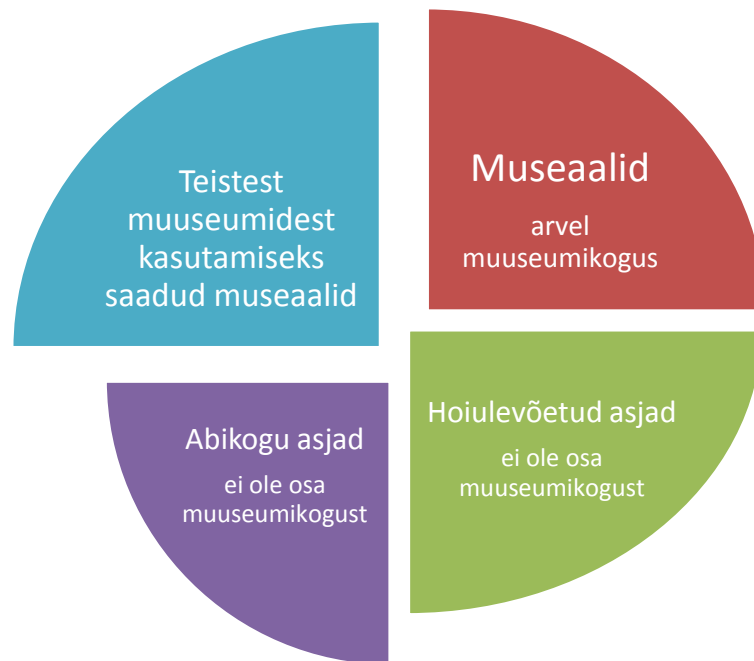 Teistest
muuseumidest
kasutamiseks
saadud museaalid
Museaalid
arvel
muuseumikogus
Abikogu asjad
ei ole osa
muuseumikogust
Hoiulevõetud asjad
ei ole osa
muuseumikogust